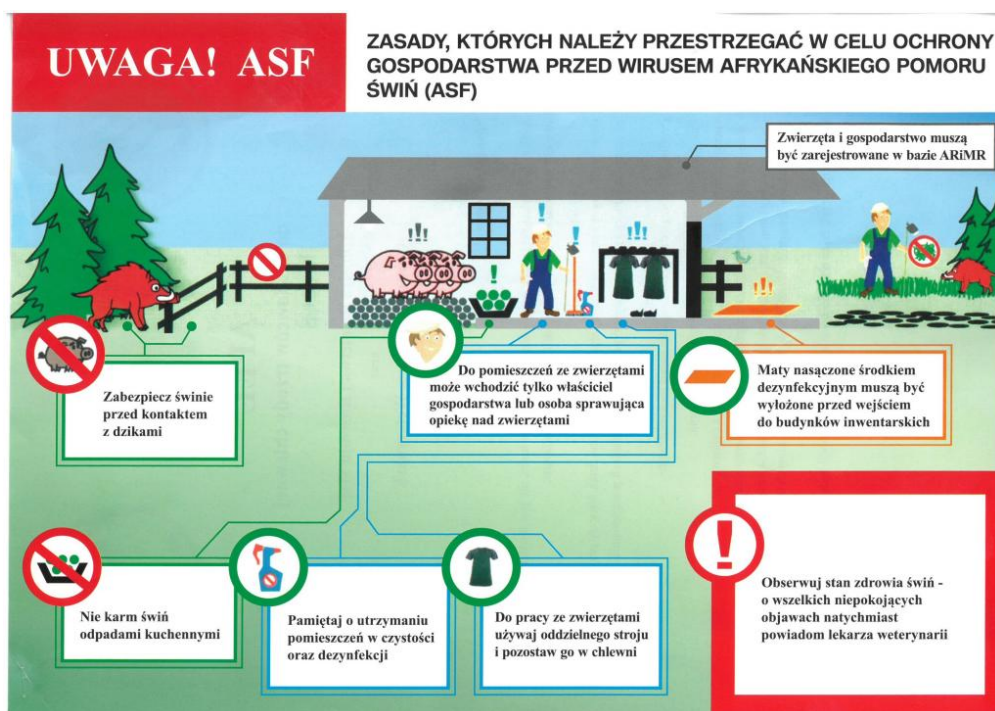 UWAGA! ASF
ZASADY, KTÓRYCH NALEŻY PRZESTRZEGAĆ W CELU OCHRONY
GOSPODARSTWA PRZED WIRUSEM AFRYKAŃSKIEGO POMORU
ŚWIŃ (ASF)
Zwierzęta i gospodarstwo muszą
być zarejestrowane w bazie ARiMR
Zabezpiecz świnie
przed kontaktem
z dzikami
Do pomieszczeń ze zwierzętami
może wchodzić tylko właściciel
gospodarstwa lub osoba sprawująca
opiekę nad zwierzętami
Maty nasączone środkiem
dezynfekcyjnym muszą być
wyłożone przed wejściem
do budynków inwentarskich
Nie karm świń
odpadami kuchennymi
Pamiętaj o utrzymaniu
pomieszczeń w czystości
oraz dezynfekcji
Do pracy ze zwierzętami
używaj oddzielnego stroju
i pozostaw go w chlewni
Obserwuj stan zdrowia świń -
o wszelkich niepokojących
objawach natychmiast
powiadom lekarza weterynarii